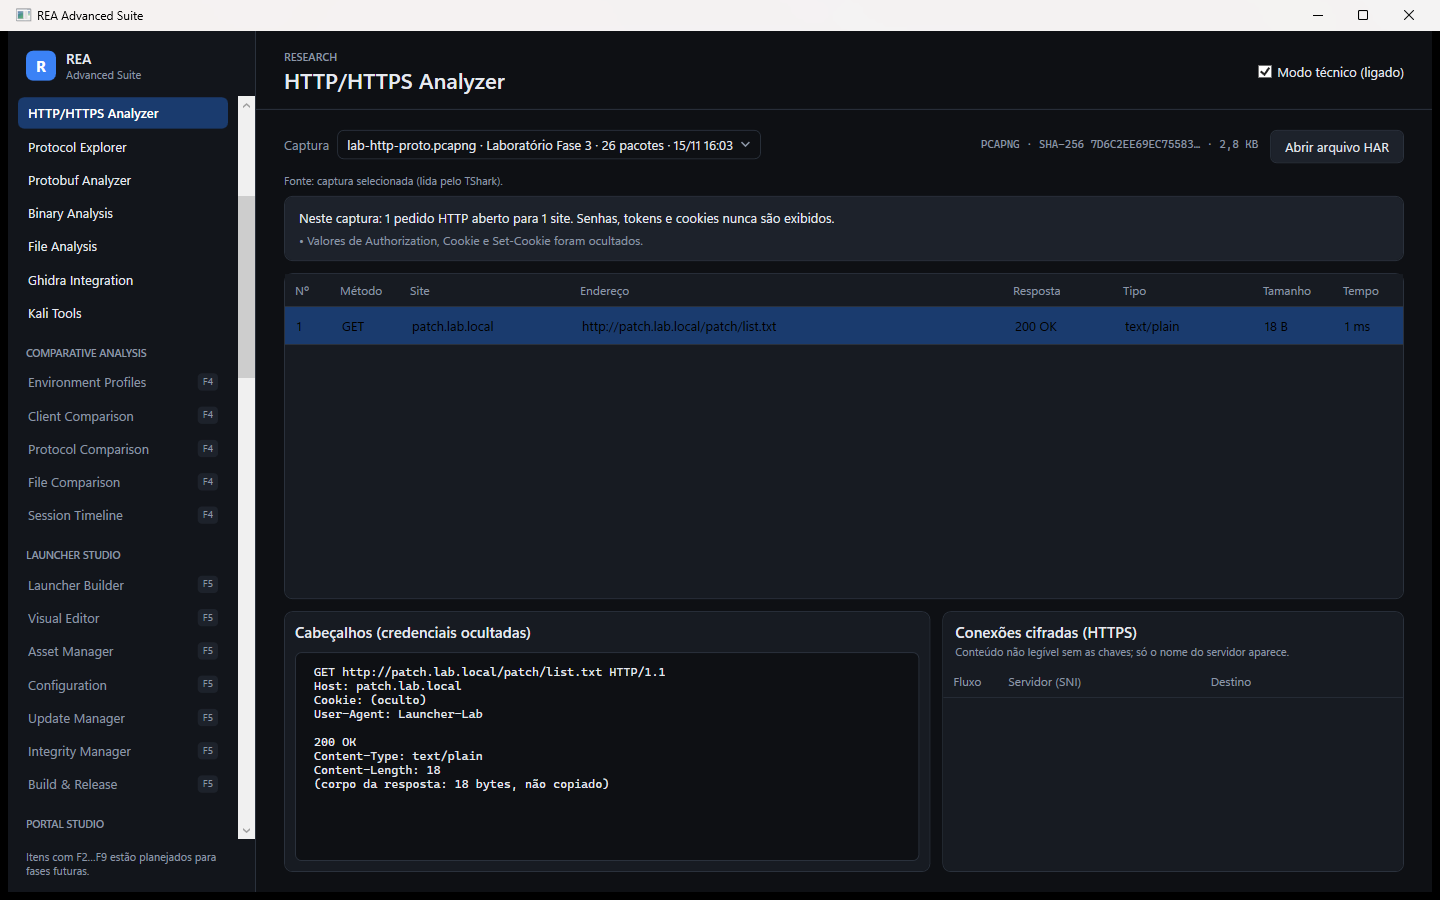 REA Advanced Suite
R
REA
Advanced Suite
HTTP/HTTPS Analyzer
Protocol Explorer
Protobuf Analyzer
Binary Analysis
File Analysis
Ghidra Integration
Kali Tools
COMPARATIVE ANALYSIS
Environment Profiles F4
Client Comparison F4
Protocol Comparison F4
File Comparison F4
Session Timeline F4
LAUNCHER STUDIO
Launcher Builder F5
Visual Editor F5
Asset Manager F5
Configuration F5
Update Manager F5
Integrity Manager F5
Build & Release F5
PORTAL STUDIO
Itens com F2...F9 estão planejados para
fases futuras.
RESEARCH
HTTP/HTTPS Analyzer
Modo técnico (ligado)
Captura lab-http-proto.pcapng · Laboratório Fase 3 · 26 pacotes · 15/11 16:03
PCAPNG · SHA-256 7D6C2EE69EC75583… · 2,8 KB
Abrir arquivo HAR
Fonte: captura selecionada (lida pelo TShark).
Neste captura: 1 pedido HTTP aberto para 1 site. Senhas, tokens e cookies nunca são exibidos.
• Valores de Authorization, Cookie e Set-Cookie foram ocultados.
Nº Método Site Endereço Resposta Tipo Tamanho Tempo
1 GET patch.lab.local http://patch.lab.local/patch/list.txt 200 OK text/plain 18 B 1 ms
Cabeçalhos (credenciais ocultadas)
GET http://patch.lab.local/patch/list.txt HTTP/1.1
Host: patch.lab.local
Cookie: (oculto)
User-Agent: Launcher-Lab
200 OK
Content-Type: text/plain
Content-Length: 18
(corpo da resposta: 18 bytes, não copiado)
Conexões cifradas (HTTPS)
Conteúdo não legível sem as chaves; só o nome do servidor aparece.
Fluxo Servidor (SNI) Destino